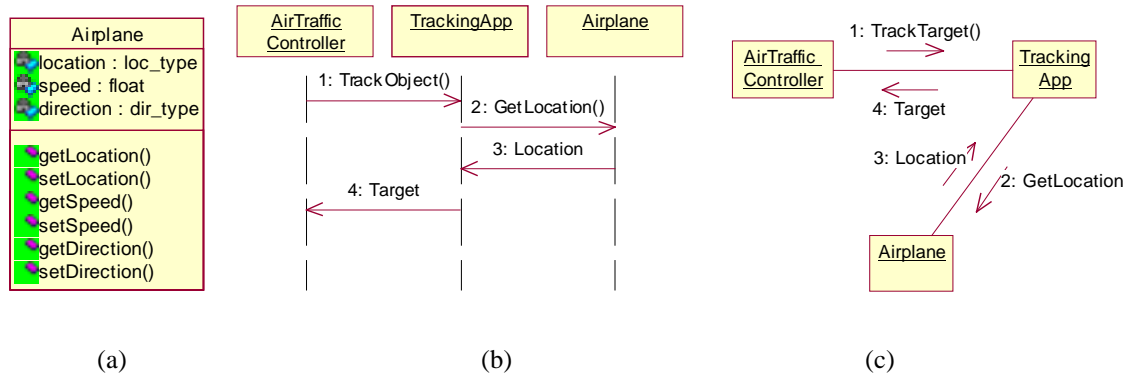 Airplane
location : loc_type
speed : float
direction : dir_type
getLocation()
setLocation()
getSpeed()
setSpeed()
getDirection()
setDirection()
(a)
AirTraffic
Controller
TrackingApp
Airplane
1: TrackObject()
2: GetLocation()
3: Location
4: Target
(b)
1: TrackTarget()
AirTraffic
Controller
Tracking
App
4: Target
3: Location
2: GetLocation
Airplane
(c)